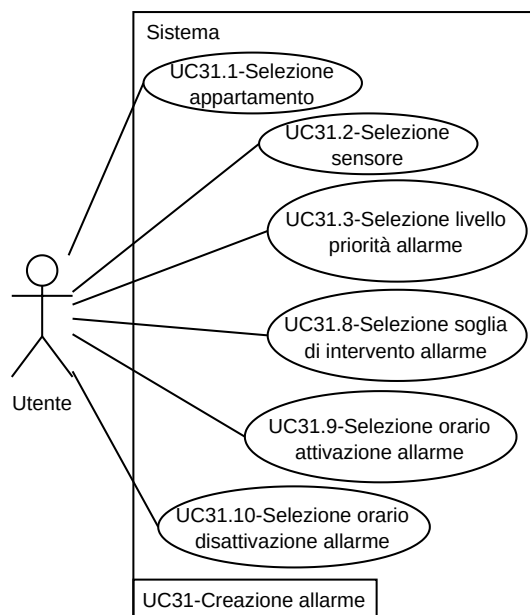 Sistema
UC31.1-Selezione
appartamento
UC31.2-Selezione
sensore
UC31.3-Selezione livello
priorità allarme
UC31.8-Selezione soglia
di intervento allarme
Utente
UC31.9-Selezione orario
attivazione allarme
UC31.10-Selezione orario
disattivazione allarme
UC31-Creazione allarme